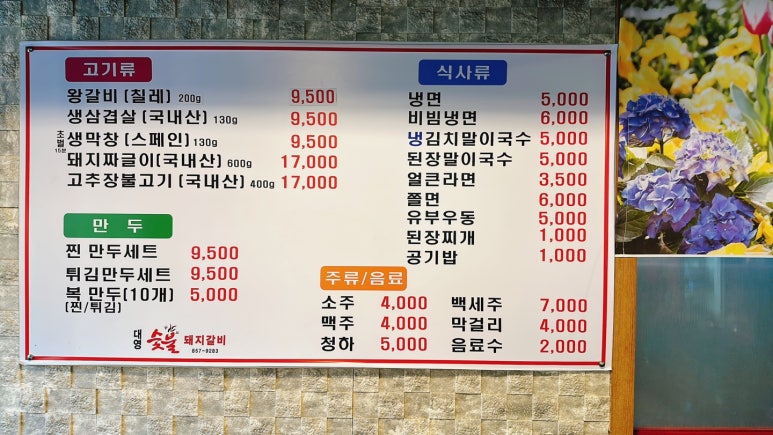 고기류
왕갈비 (칠레) 200g 9,500
생삼겹살 (국내산) 130g 9,500
초벌 15분 생막창 (스페인) 130g 9,500
돼지짜글이(국내산) 600g 17,000
고추장불고기 (국내산) 400g 17,000
만 두
찐 만두세트 9,500
튀김만두세트 9,500
복 만두(10개) 5,000
(찐/튀김)
식사류
냉면 5,000
비빔냉면 6,000
냉김치말이국수 5,000
된장말이국수 5,000
얼큰라면 3,500
쫄면 6,000
유부우동 5,000
된장찌개 1,000
공기밥 1,000
주류/음료
소주 4,000 백세주 7,000
맥주 4,000 막걸리 4,000
청하 5,000 음료수 2,000
대영 숯불 돼지갈비
857-9283